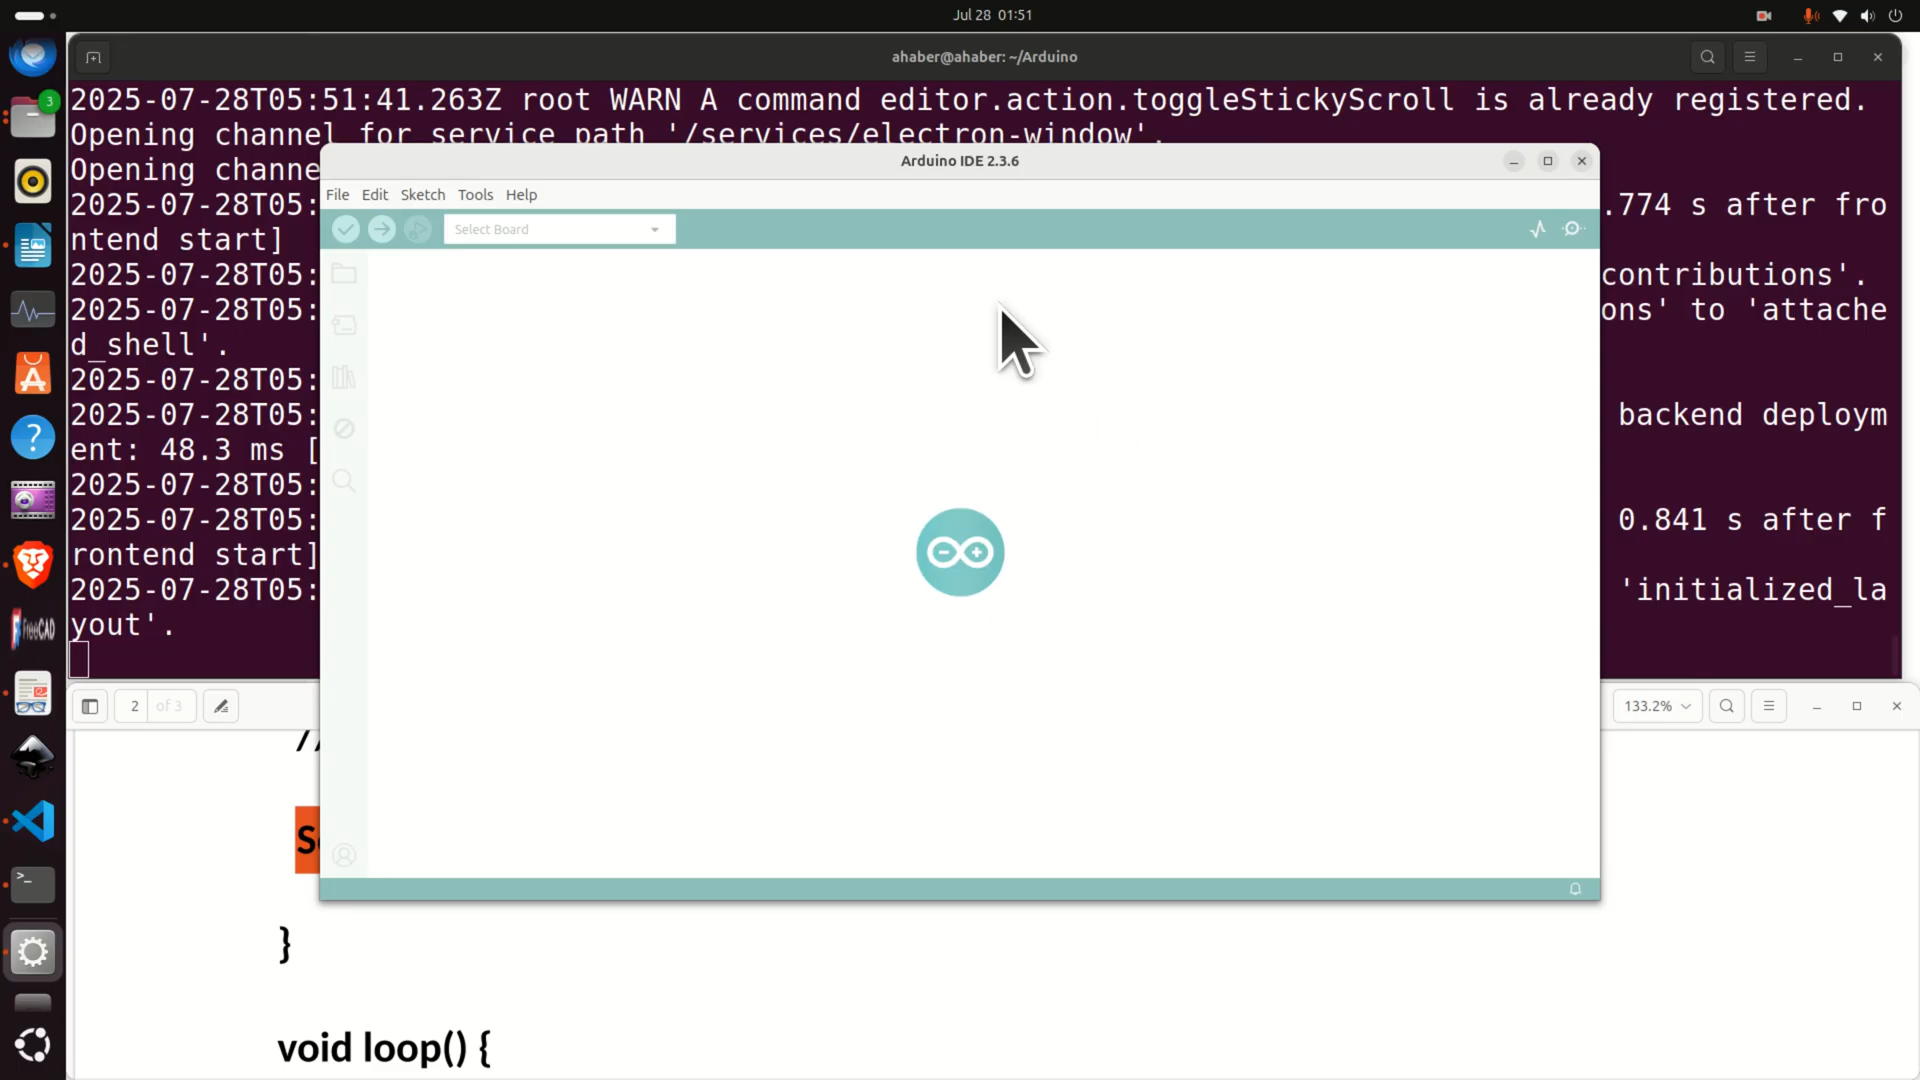 Jul 28 01:51
ahaber@ahaber: ~/Arduino
3
2025-07-28T05:51:41.263Z root WARN A command editor.action.toggleStickyScroll is already registered.
Opening channel for service path '/services/electron-window'.
Opening channe
Arduino IDE 2.3.6
File Edit Sketch Tools Help
2025-07-28T05: .774 s after fro
ntend start]
Select Board
2025-07-28T05: contributions'.
2025-07-28T05: ons' to 'attache
d_shell'.
2025-07-28T05:
2025-07-28T05: backend deploym
ent: 48.3 ms [
2025-07-28T05:
2025-07-28T05: 0.841 s after f
rontend start]
2025-07-28T05: 'initialized_la
yout'.
FreeCAD
2 of 3
133.2%
//
S
}
void loop() {